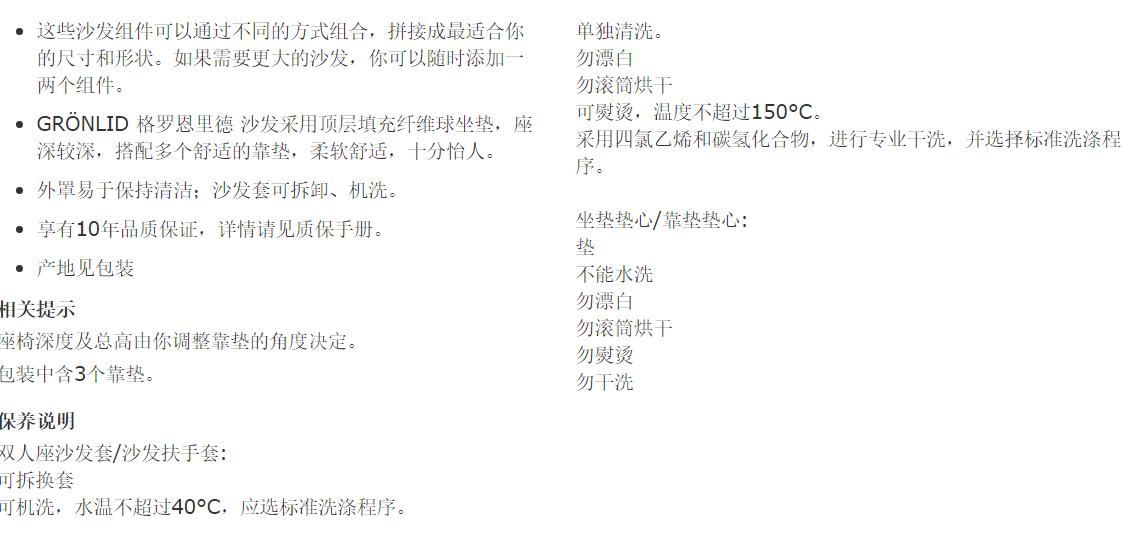 这些沙发组件可以通过不同的方式组合，拼接成最适合你
的尺寸和形状。如果需要更大的沙发，你可以随时添加一
两个组件。
GRÖNLID 格罗恩里德 沙发采用顶层填充纤维球坐垫，座
深较深，搭配多个舒适的靠垫，柔软舒适，十分怡人。
外罩易于保持清洁；沙发套可拆卸、机洗。
享有10年品质保证，详情请见质保手册。
产地见包装
相关提示
座椅深度及总高由你调整靠垫的角度决定。
包装中含3个靠垫。
保养说明
双人座沙发套/沙发扶手套:
可拆换套
可机洗，水温不超过40°C，应选标准洗涤程序。
单独清洗。
勿漂白
勿滚筒烘干
可熨烫，温度不超过150°C。
采用四氯乙烯和碳氢化合物，进行专业干洗，并选择标准洗涤程
序。
坐垫垫心/靠垫垫心:
垫
不能水洗
勿漂白
勿滚筒烘干
勿熨烫
勿干洗